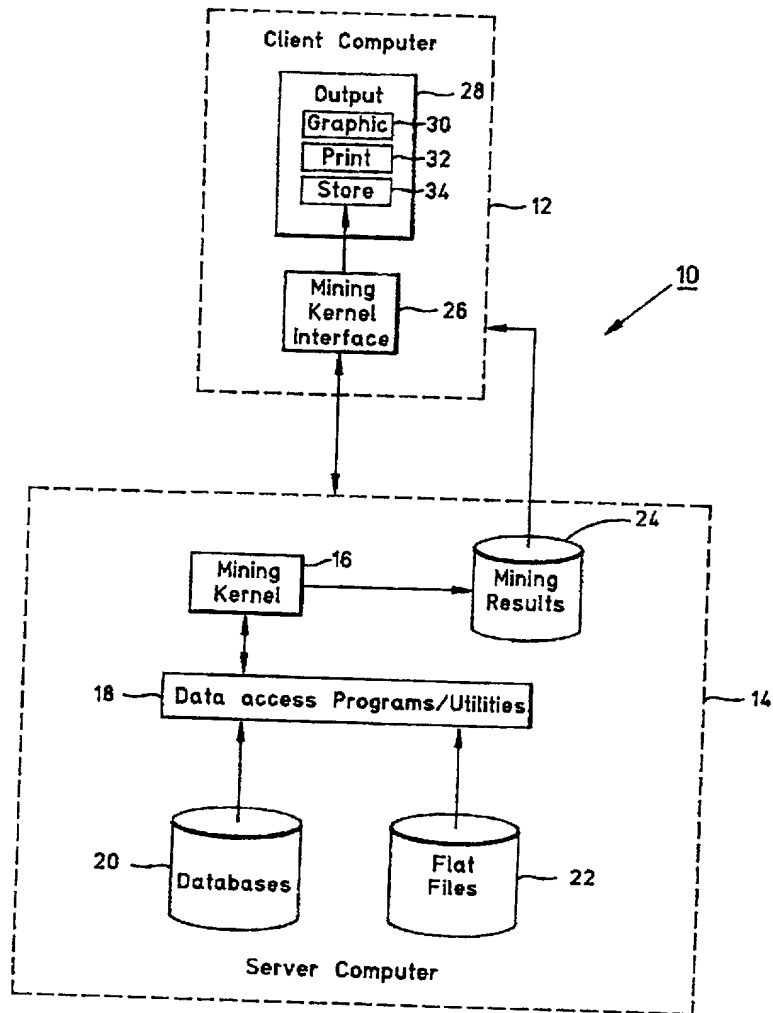 Client Computer
Output
28
Graphic
30
Print
32
Store
34
12
10
Mining
Kernel
Interface
26
24
Mining
Kernel
16
Mining
Results
18
Data access Programs/Utilities
14
20
Databases
Flat
Files
22
Server Computer